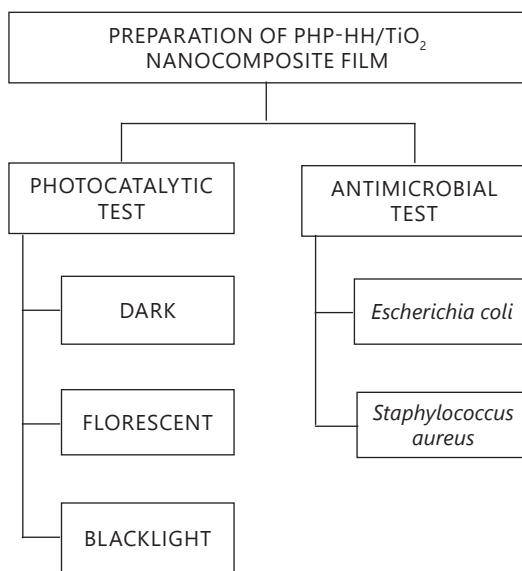 PREPARATION OF PHP-HH/TiO₂
NANOCOMPOSITE FILM
PHOTOCATALYTIC
TEST
DARK
FLORESCENT
BLACKLIGHT
ANTIMICROBIAL
TEST
Escherichia coli
Staphylococcus
aureus